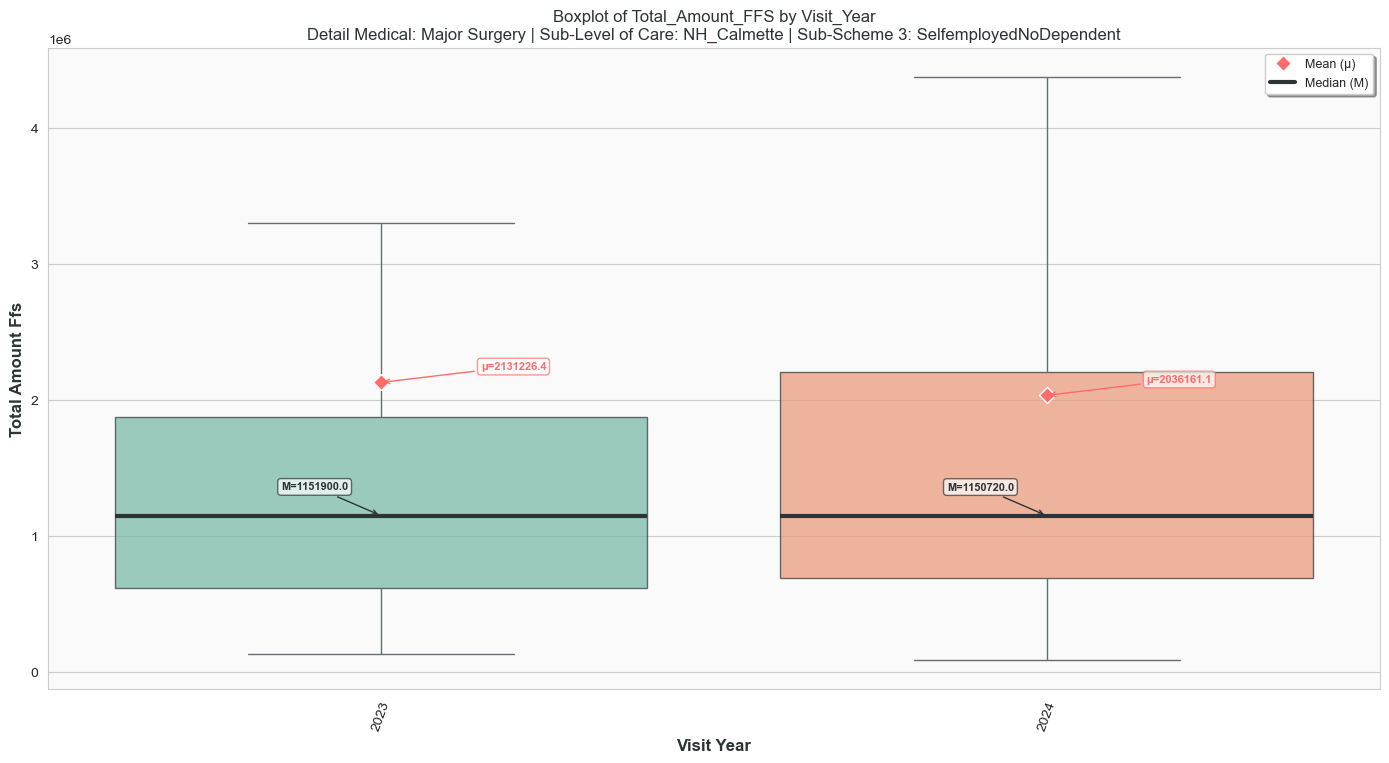 Boxplot of Total_Amount_FFS by Visit_Year
Detail Medical: Major Surgery | Sub-Level of Care: NH_Calmette | Sub-Scheme 3: SelfemployedNoDependent
1e6
Mean (μ)
Median (M)
4
3
2
1
0
Total Amount Ffs
μ=2131226.4
M=1151900.0
μ=2036161.1
M=1150720.0
2023
2024
Visit Year